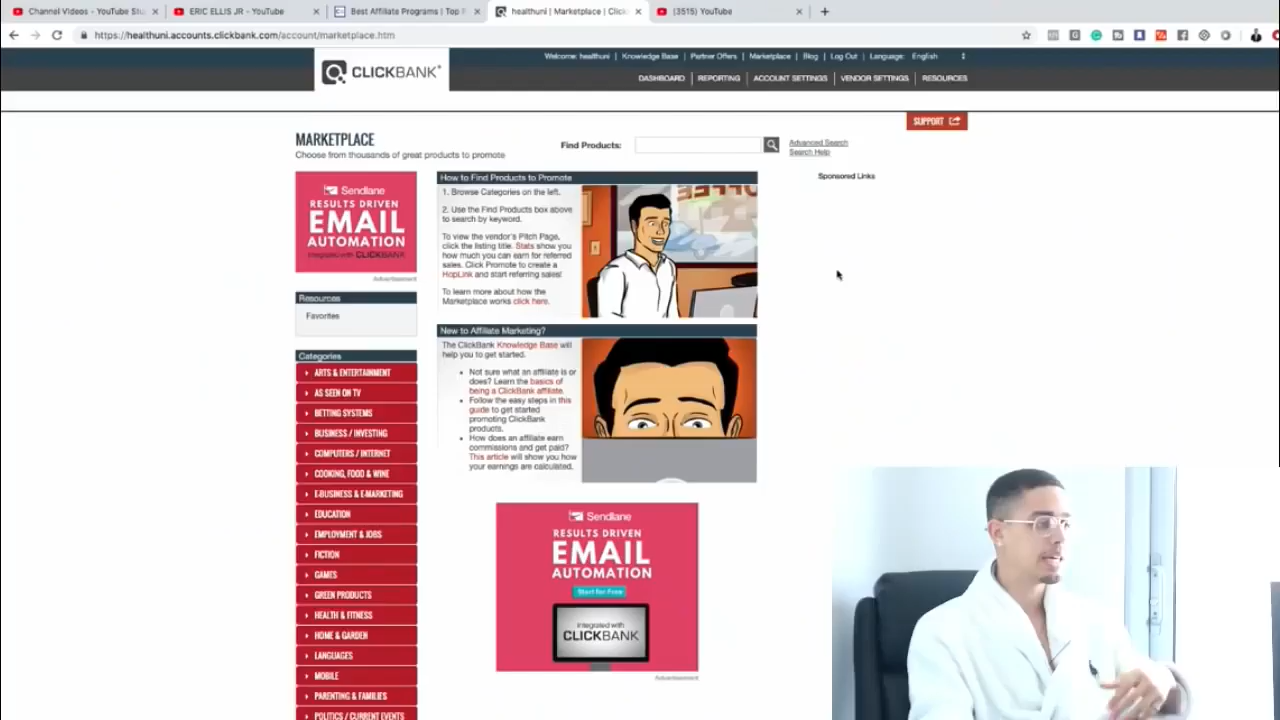 Channel Videos - YouTube Stu
ERIC ELLIS JR - YouTube
Best Affiliate Programs | Top
healthuni | Marketplace | Click
(3515) YouTube
https://healthuni.accounts.clickbank.com/account/marketplace.htm
Welcome: healthuni | Knowledge Base | Partner Offers | Marketplace | Blog | Log Out | Language: English
CLICKBANK
DASHBOARD | REPORTING | ACCOUNT SETTINGS | VENDOR SETTINGS | RESOURCES
SUPPORT
MARKETPLACE
Choose from thousands of great products to promote
Find Products:
Advanced Search
Search Help
Sponsored Links
Sendlane
RESULTS DRIVEN
EMAIL
AUTOMATION
Integrated with CLICKBANK
Advertisement
Resources
Favorites
Categories
ARTS & ENTERTAINMENT
AS SEEN ON TV
BETTING SYSTEMS
BUSINESS / INVESTING
COMPUTERS / INTERNET
COOKING, FOOD & WINE
E-BUSINESS & E-MARKETING
EDUCATION
EMPLOYMENT & JOBS
FICTION
GAMES
GREEN PRODUCTS
HEALTH & FITNESS
HOME & GARDEN
LANGUAGES
MOBILE
PARENTING & FAMILIES
POLITICS / CURRENT EVENTS
How to Find Products to Promote
1. Browse Categories on the left.
2. Use the Find Products box above
to search by keyword.
To view the vendor's Pitch Page,
click the listing title. Stats show you
how much you can earn for referred
sales. Click Promote to create a
HopLink and start referring sales!
To learn more about how the
Marketplace works click here.
New to Affiliate Marketing?
The ClickBank Knowledge Base will
help you to get started.
• Not sure what an affiliate is or
does? Learn the basics of
being a ClickBank affiliate.
• Follow the easy steps in this
guide to get started
promoting ClickBank
products.
• How does an affiliate earn
commissions and get paid?
This article will show you how
your earnings are calculated.
Sendlane
RESULTS DRIVEN
EMAIL
AUTOMATION
Start for Free
integrated with
CLICKBANK
Advertisement